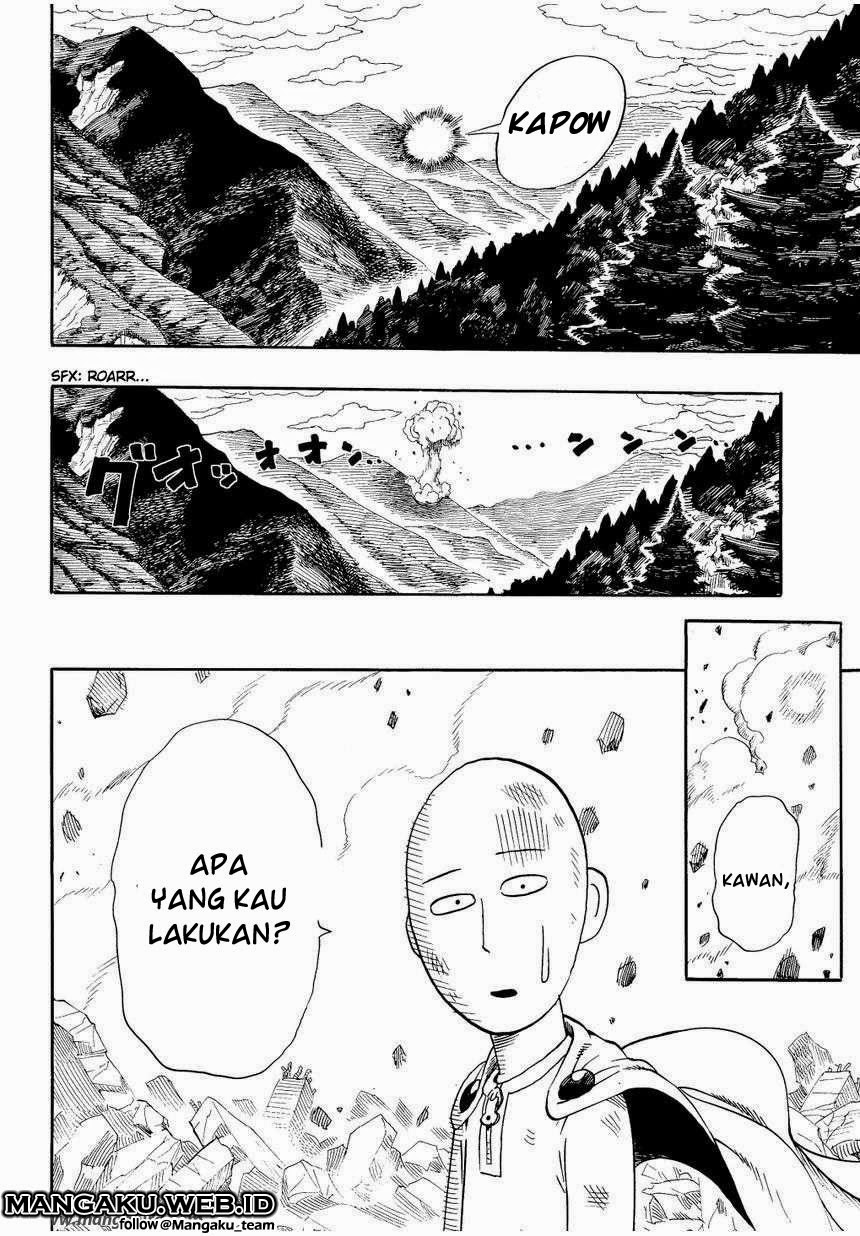 KAPOW
SFX: ROARR...
グオッオオン...
...シンンン...
KAWAN,
APA
YANG KAU
LAKUKAN?
MANGAKU.WEB.ID
follow @Mangaku_team